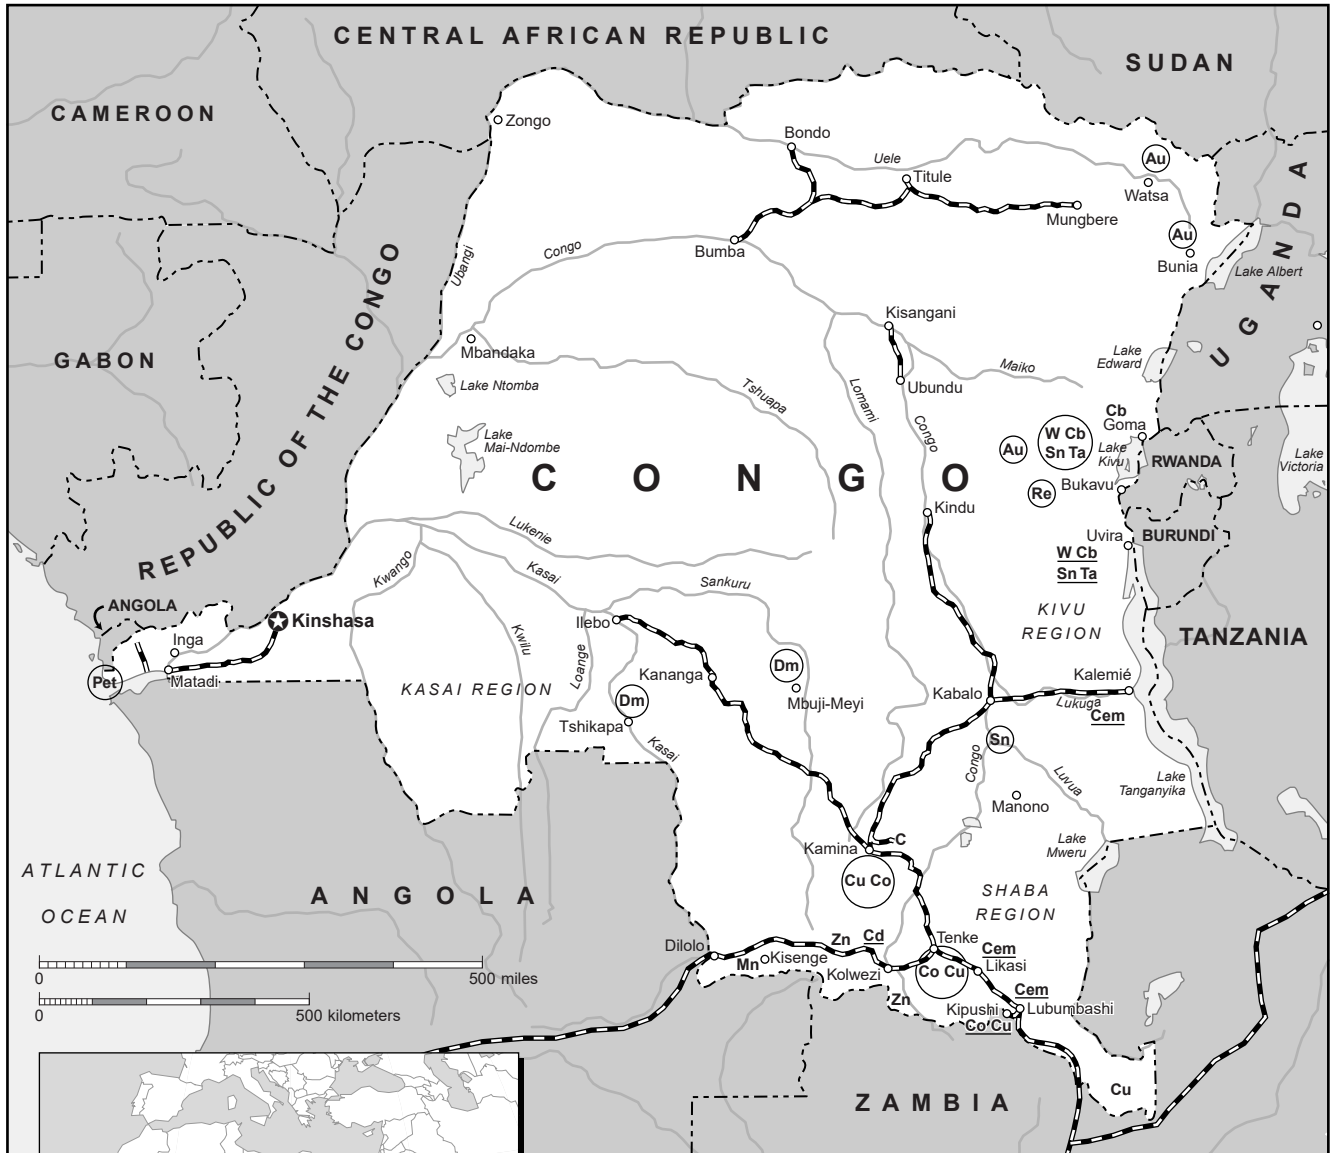 CENTRAL AFRICAN REPUBLIC
SUDAN
CAMEROON
Zongo
Bondo
Uele
Au
Titule
Watsa
Mungbere
UGANDA
Au
Bumba
Bunia
Congo
Ubangi
Lake Albert
Kisangani
Mbandaka
GABON
Lake
Edward
Maiko
Ubundu
Lake Ntomba
Tshuapa
Lomami
Congo
REPUBLIC OF THE CONGO
Cb
Goma
W Cb
Sn Ta
Au
Lake
Mai-Ndombe
Lake
Kivu
RWANDA
Lake
Victoria
CONGO
Re
Bukavu
Kindu
Lukenie
Uvira
BURUNDI
W Cb
Sn Ta
Kwango
Kasai
Sankuru
KIVU
REGION
ANGOLA
Kinshasa
Ilebo
TANZANIA
Inga
Kwilu
Loange
Pet
Matadi
KASAI REGION
Kananga
Dm
Mbuji-Meyi
Dm
Tshikapa
Kasai
Kabalo
Kalemié
Lukuga
Cem
Sn
Congo
Luvua
Lake
Tanganyika
Manono
Kamina
C
Lake
Mweru
Cu Co
SHABA
REGION
ATLANTIC
OCEAN
ANGOLA
Dilolo
Zn
Cd
Tenke
Cem
Mn
Kisenge
Kolwezi
Co Cu
Likasi
0
500 miles
Zn
Cem
Kipushi
Lubumbashi
Co Cu
0
500 kilometers
Cu
ZAMBIA